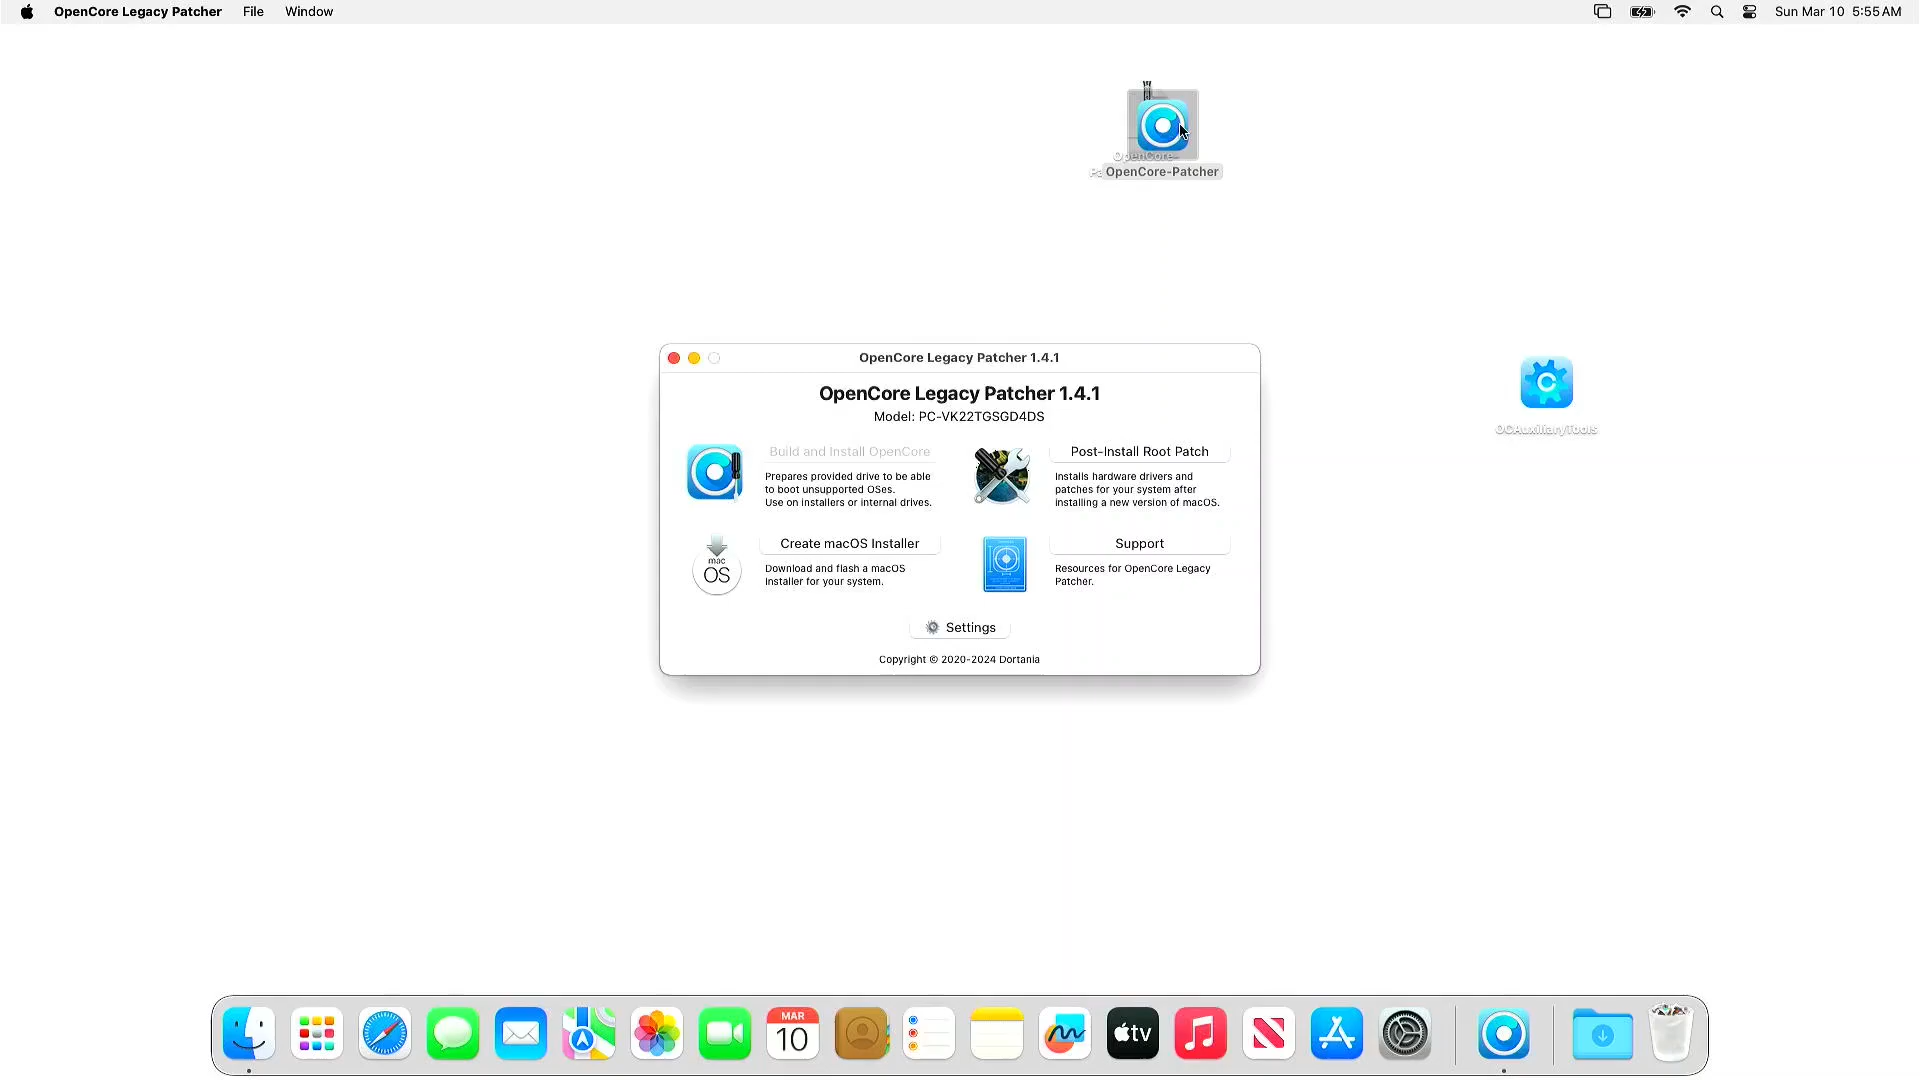 OpenCore Legacy Patcher File Window Sun Mar 10 5:55 AM
OpenCore-
OpenCore-Patcher
OpenCore Legacy Patcher 1.4.1
OpenCore Legacy Patcher 1.4.1
Model: PC-VK22TGSGD4DS
Build and Install OpenCore
Prepares provided drive to be able
to boot unsupported OSes.
Use on installers or internal drives.
Post-Install Root Patch
Installs hardware drivers and
patches for your system after
installing a new version of macOS.
mac
OS
Create macOS Installer
Download and flash a macOS
Installer for your system.
Support
Resources for OpenCore Legacy
Patcher.
Settings
Copyright © 2020-2024 Dortania
OCAuxiliaryTools
MAR
10
tv